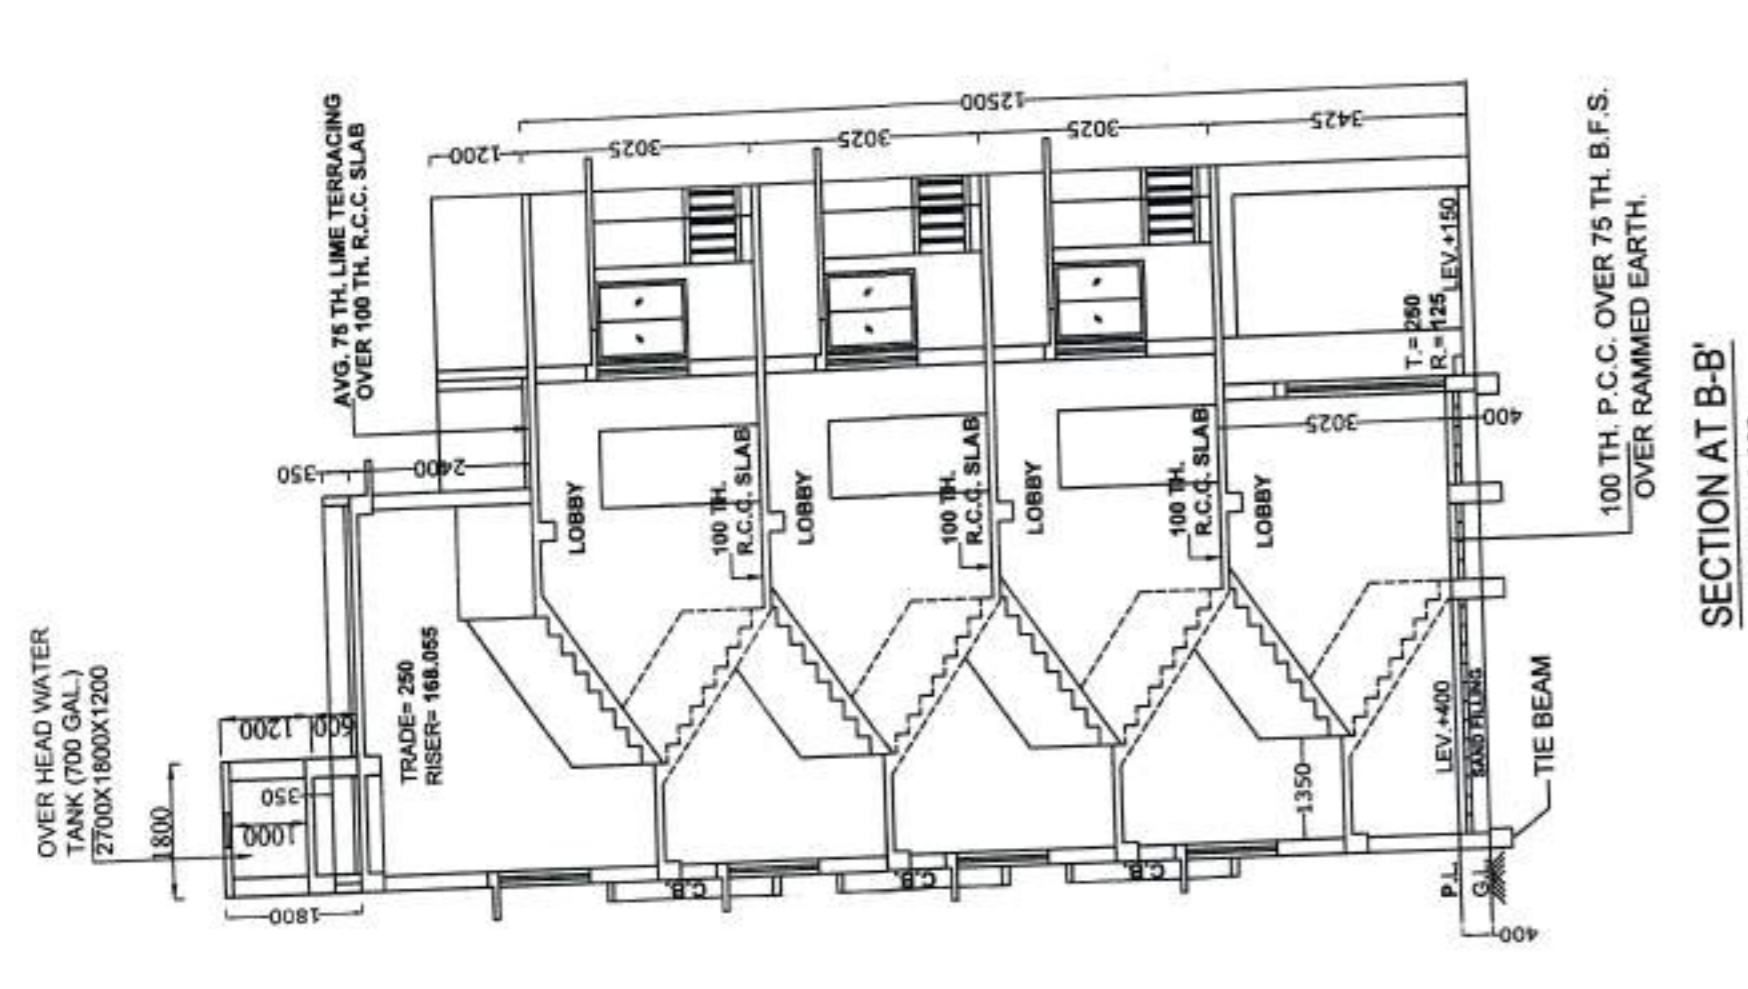 OVER HEAD WATER
TANK (700 GAL.)
2700X1800X1200
1800
1800
1200
600
350
1000
350
2400
AVG. 75 TH. LIME TERRACING
OVER 100 TH. R.C.C. SLAB
1200
3025
3025
3025
3425
12500
TRADE= 250
RISER= 168.055
LOBBY
100 TH.
R.C.C. SLAB
LOBBY
100 TH.
R.C.C. SLAB
LOBBY
100 TH.
R.C.C. SLAB
LOBBY
C.B.
C.B.
C.B.
1350
3025
400
T.= 250
R.= 125
LEV.+150
LEV.+400
SAND FILLING
P.L.
G.L.
400
TIE BEAM
100 TH. P.C.C. OVER 75 TH. B.F.S.
OVER RAMMED EARTH.
SECTION AT B-B'